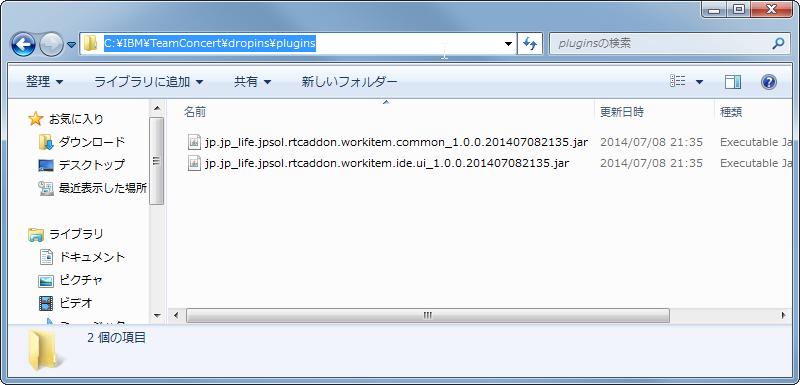 C:¥IBM¥TeamConcert¥dropins¥plugins
pluginsの検索
整理 ライブラリに追加 共有 新しいフォルダー
お気に入り
ダウンロード
デスクトップ
最近表示した場所
ライブラリ
ドキュメント
ピクチャ
ビデオ
名前 更新日時 種類
jp.jp_life.jpsol.rtcaddon.workitem.common_1.0.0.201407082135.jar 2014/07/08 21:35 Executable Ja
jp.jp_life.jpsol.rtcaddon.workitem.ide.ui_1.0.0.201407082135.jar 2014/07/08 21:35 Executable Ja
2 個の項目